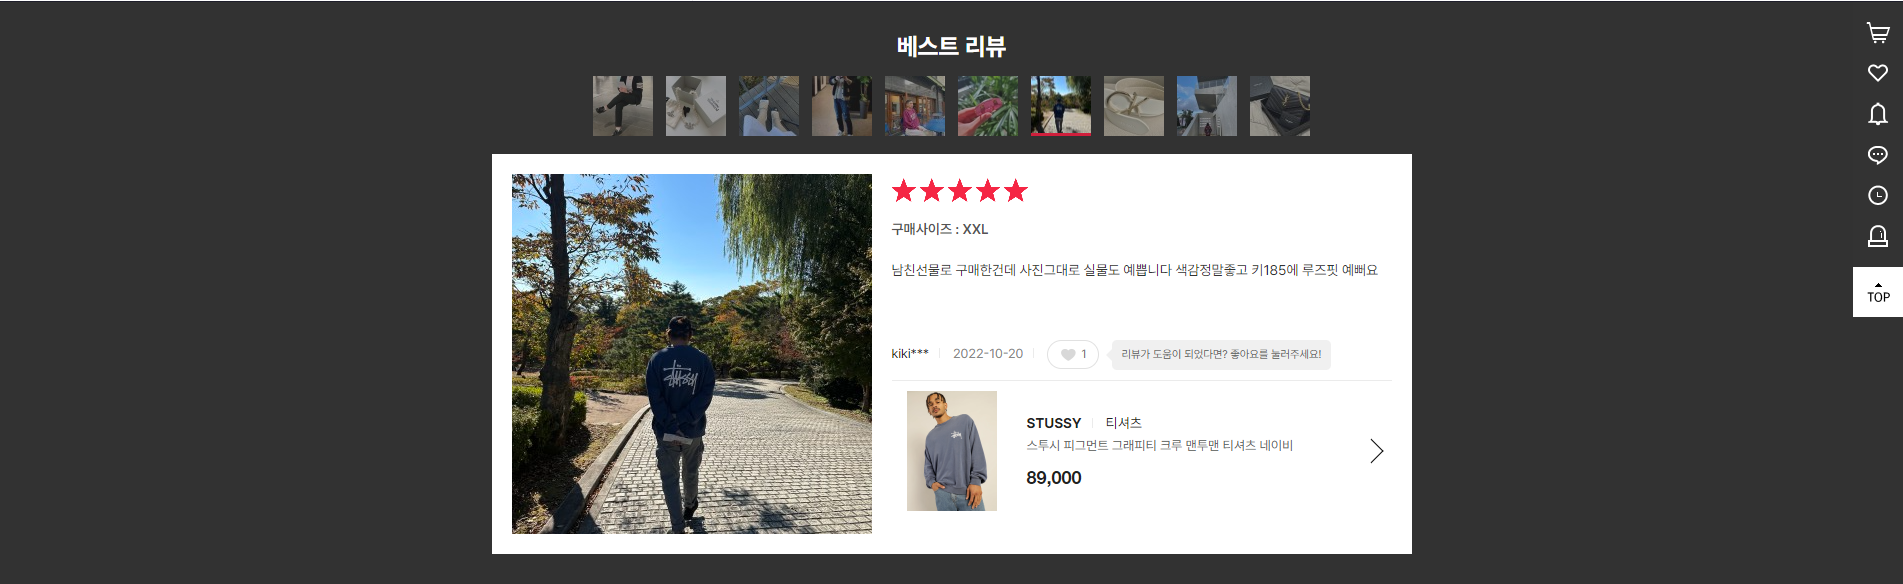 베스트 리뷰
구매사이즈 : XXL
남친선물로 구매한건데 사진그대로 실물도 예쁩니다 색감정말좋고 키185에 루즈핏 예뻐요
kiki*** 2022-10-20 1 리뷰가 도움이 되었다면? 좋아요를 눌러주세요!
STUSSY 티셔츠
스투시 피그먼트 그래피티 크루 맨투맨 티셔츠 네이비
89,000
TOP